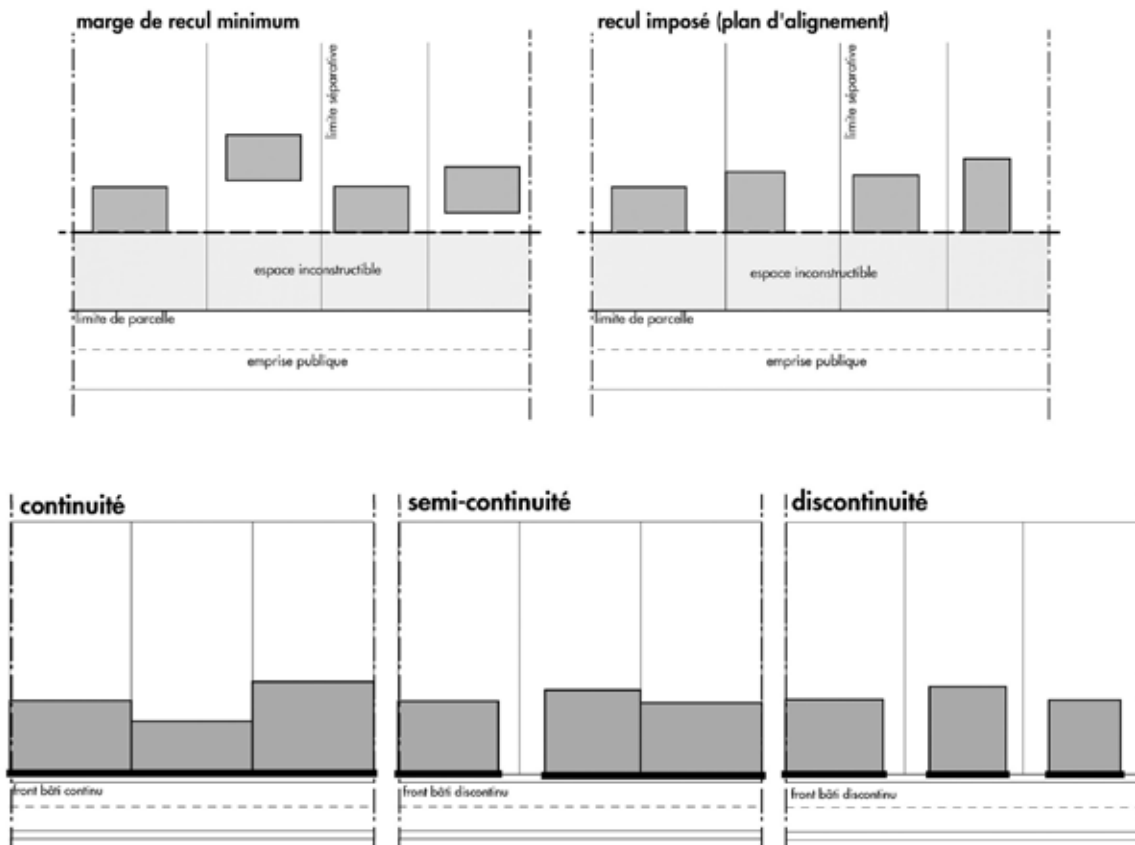 marge de recul minimum
limite séparative
espace inconstructible
limite de parcelle
emprise publique
recul imposé (plan d'alignement)
limite séparative
espace inconstructible
limite de parcelle
emprise publique
continuité
front bâti continu
semi-continuité
front bâti discontinu
discontinuité
front bâti discontinu